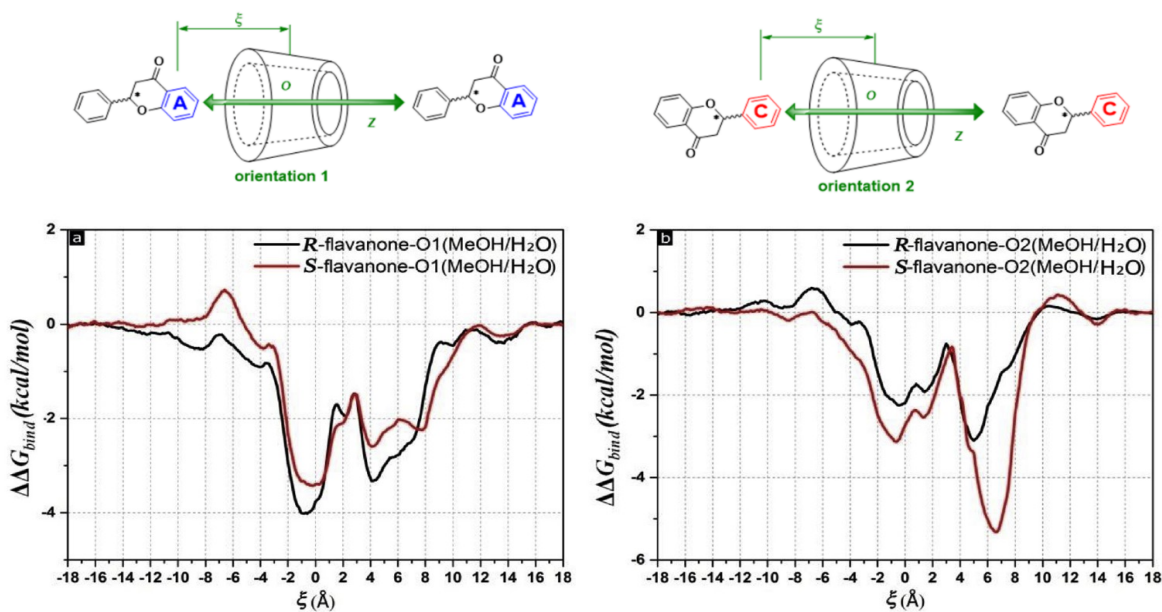 ξ
O
O
*
A
O
z
O
O
*
A
orientation 1
ξ
O
O
*
C
O
z
O
O
*
C
orientation 2
a
R-flavanone-O1(MeOH/H₂O)
S-flavanone-O1(MeOH/H₂O)
2
0
-2
-4
ΔΔG_bind (kcal/mol)
-18 -16 -14 -12 -10 -8 -6 -4 -2 0 2 4 6 8 10 12 14 16 18
ξ (Å)
b
R-flavanone-O2(MeOH/H₂O)
S-flavanone-O2(MeOH/H₂O)
2
0
-2
-4
-6
ΔΔG_bind (kcal/mol)
-18 -16 -14 -12 -10 -8 -6 -4 -2 0 2 4 6 8 10 12 14 16 18
ξ (Å)